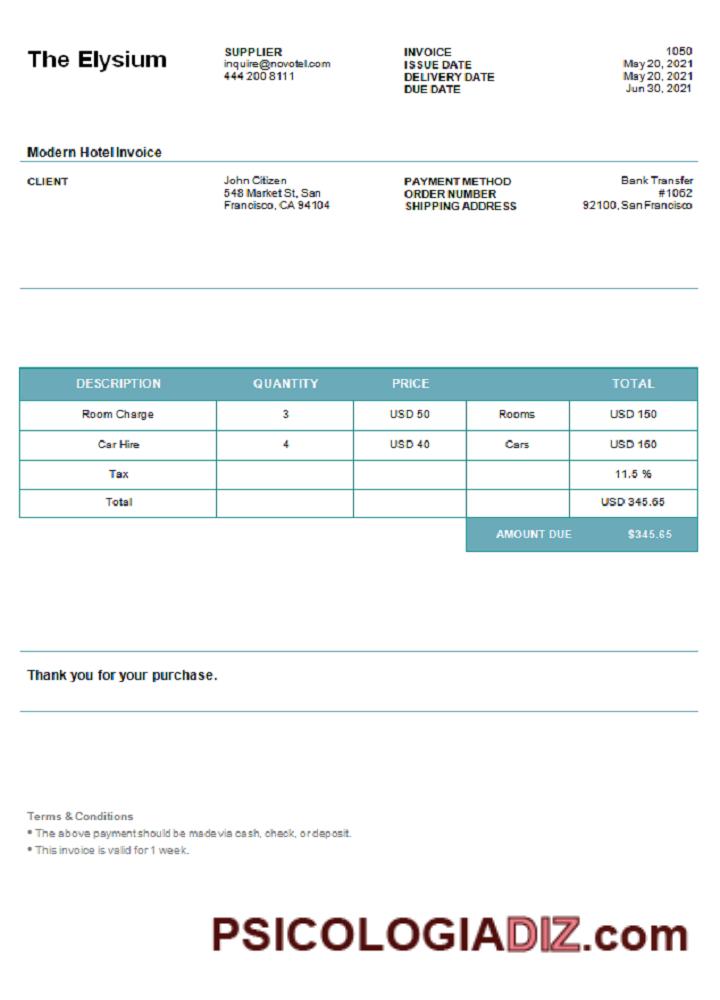 The Elysium
SUPPLIER
inquire@novotel.com
444 200 8111
INVOICE 1050
ISSUE DATE May 20, 2021
DELIVERY DATE May 20, 2021
DUE DATE Jun 30, 2021
Modern Hotel Invoice
CLIENT
John Citizen
548 Market St, San
Francisco, CA 94104
PAYMENT METHOD Bank Transfer
ORDER NUMBER #1062
SHIPPING ADDRESS 92100, San Francisco
DESCRIPTION QUANTITY PRICE TOTAL
Room Charge 3 USD 50 Rooms USD 150
Car Hire 4 USD 40 Cars USD 160
Tax 11.5 %
Total USD 345.65
AMOUNT DUE $345.65
Thank you for your purchase.
Terms & Conditions
• The above payment should be made via cash, check, or deposit.
• This invoice is valid for 1 week.
PSICOLOGIADIZ.com